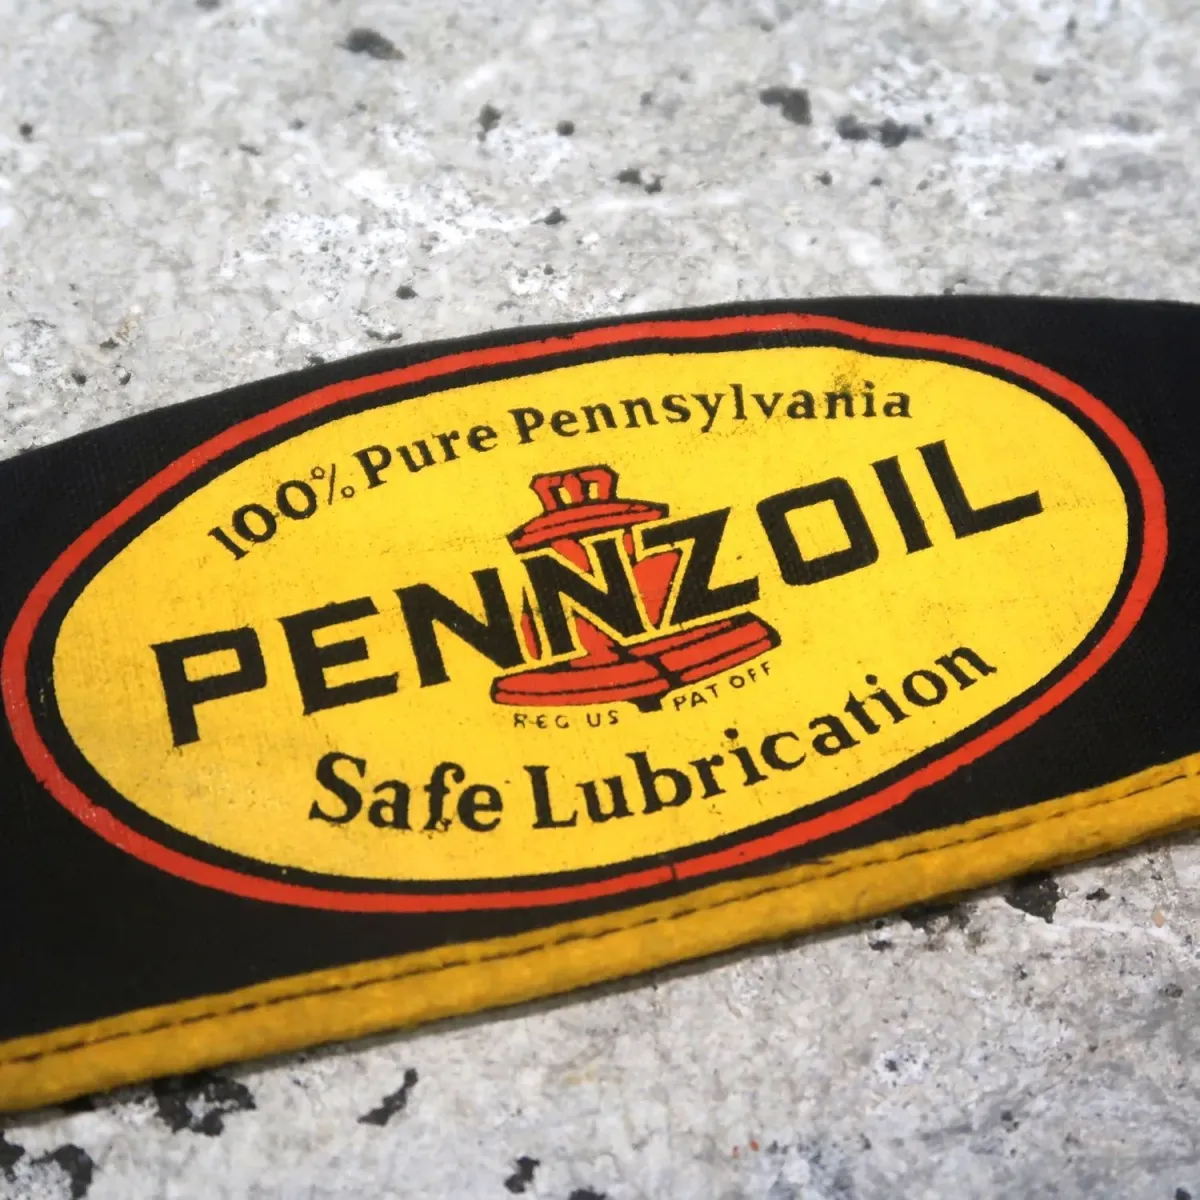 100% Pure Pennsylvania
PENNZOIL
REG US PAT OFF
Safe Lubrication